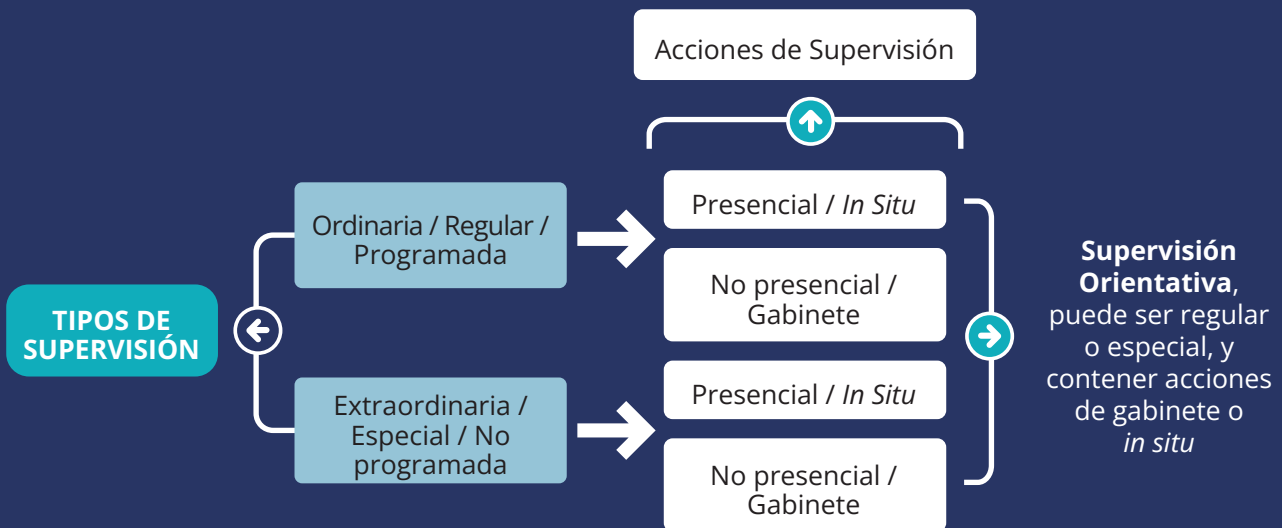 Acciones de Supervisión
TIPOS DE
SUPERVISIÓN
Ordinaria / Regular /
Programada
Extraordinaria /
Especial / No
programada
Presencial / In Situ
No presencial /
Gabinete
Presencial / In Situ
No presencial /
Gabinete
Supervisión
Orientativa,
puede ser regular
o especial, y
contener acciones
de gabinete o
in situ